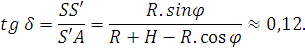 tg δ = SS′ / S′A = R.sinφ / (R + H − R.cosφ) ≈ 0,12.